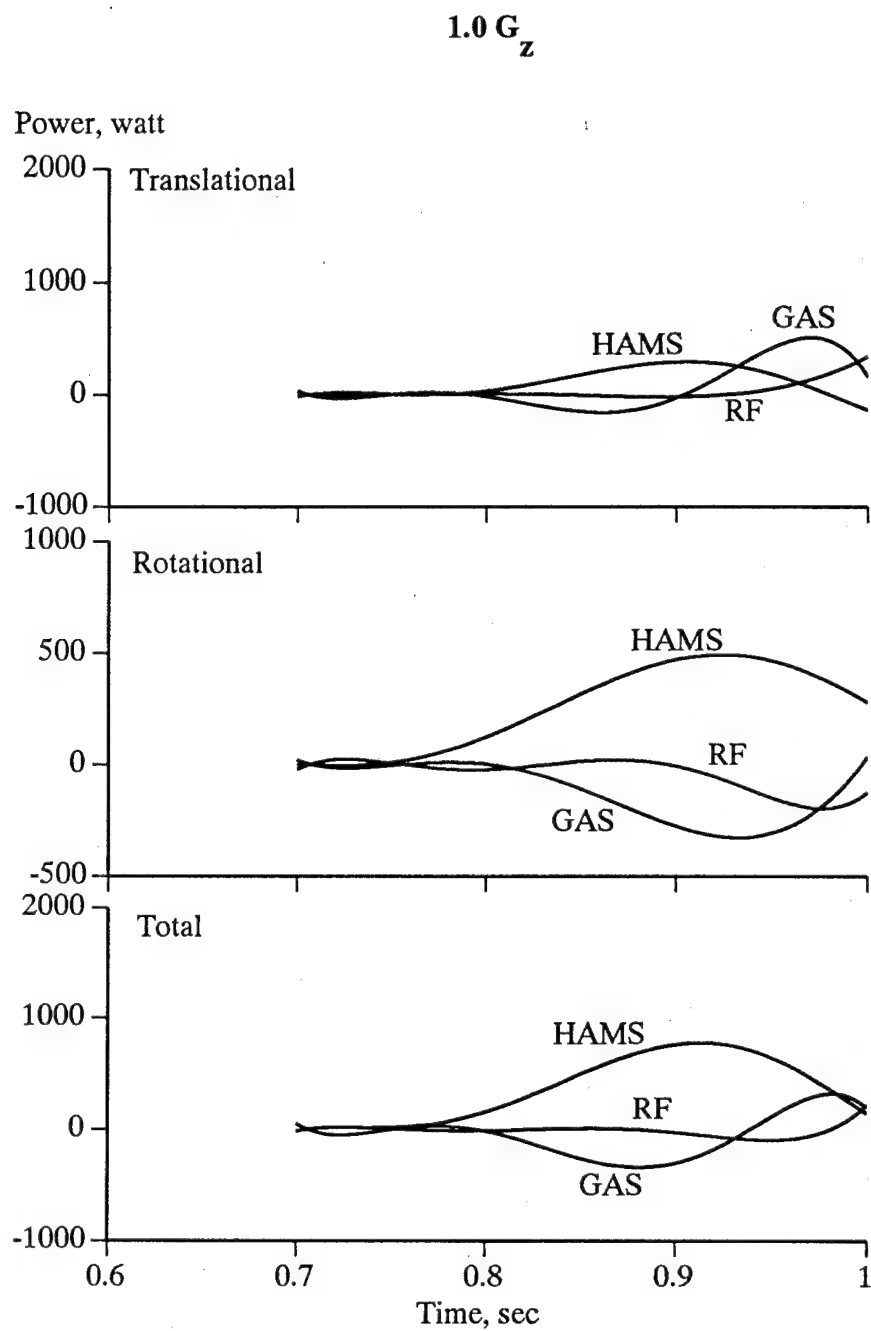 1.0 Gz
Power, watt
2000
Translational
1000
GAS
HAMS
0
RF
-1000
1000
Rotational
HAMS
500
RF
0
GAS
-500
2000
Total
1000
HAMS
RF
0
GAS
-1000
0.6 0.7 0.8 0.9 1
Time, sec